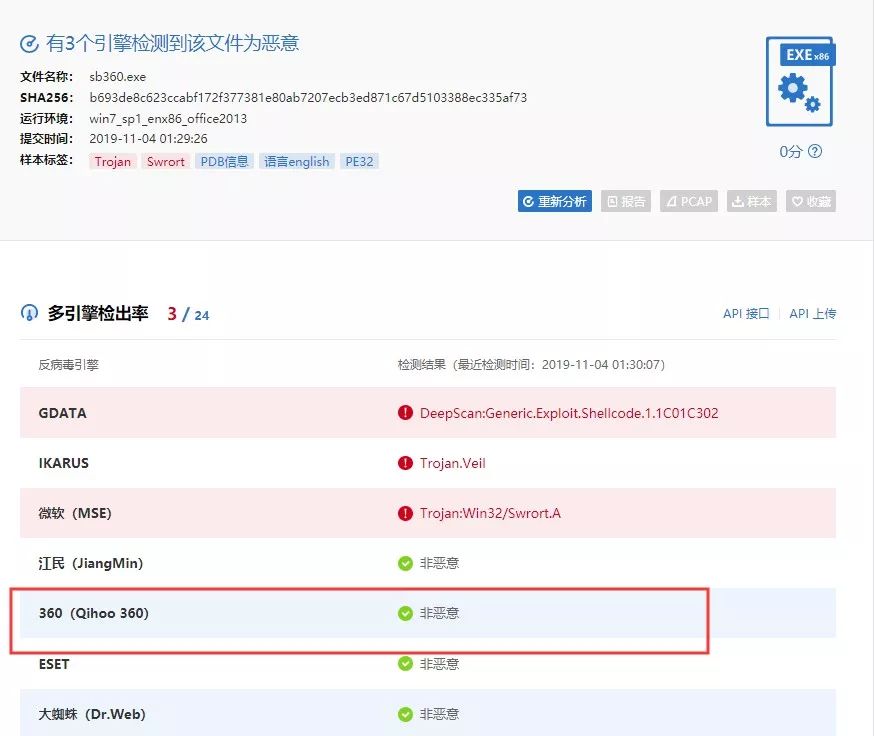 有3个引擎检测到该文件为恶意
文件名称: sb360.exe
SHA256: b693de8c623ccabf172f377381e80ab7207ecb3ed871c67d5103388ec335af73
运行环境: win7_sp1_enx86_office2013
提交时间: 2019-11-04 01:29:26
样本标签: Trojan Swrort PDB信息 语言english PE32
EXE x86
0分 ?
重新分析 报告 PCAP 样本 收藏
多引擎检出率 3 / 24
API 接口 API 上传
反病毒引擎 检测结果（最近检测时间：2019-11-04 01:30:07）
GDATA DeepScan:Generic.Exploit.Shellcode.1.1C01C302
IKARUS Trojan.Veil
微软（MSE) Trojan:Win32/Swrort.A
江民（JiangMin) 非恶意
360（Qihoo 360) 非恶意
ESET 非恶意
大蜘蛛（Dr.Web) 非恶意